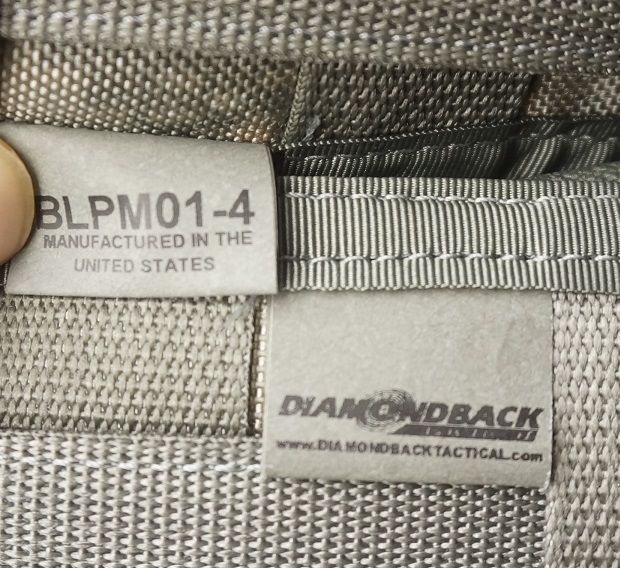 BLPM01-4
MANUFACTURED IN THE
UNITED STATES
DIAMONDBACK
www.DIAMONDBACKTACTICAL.com